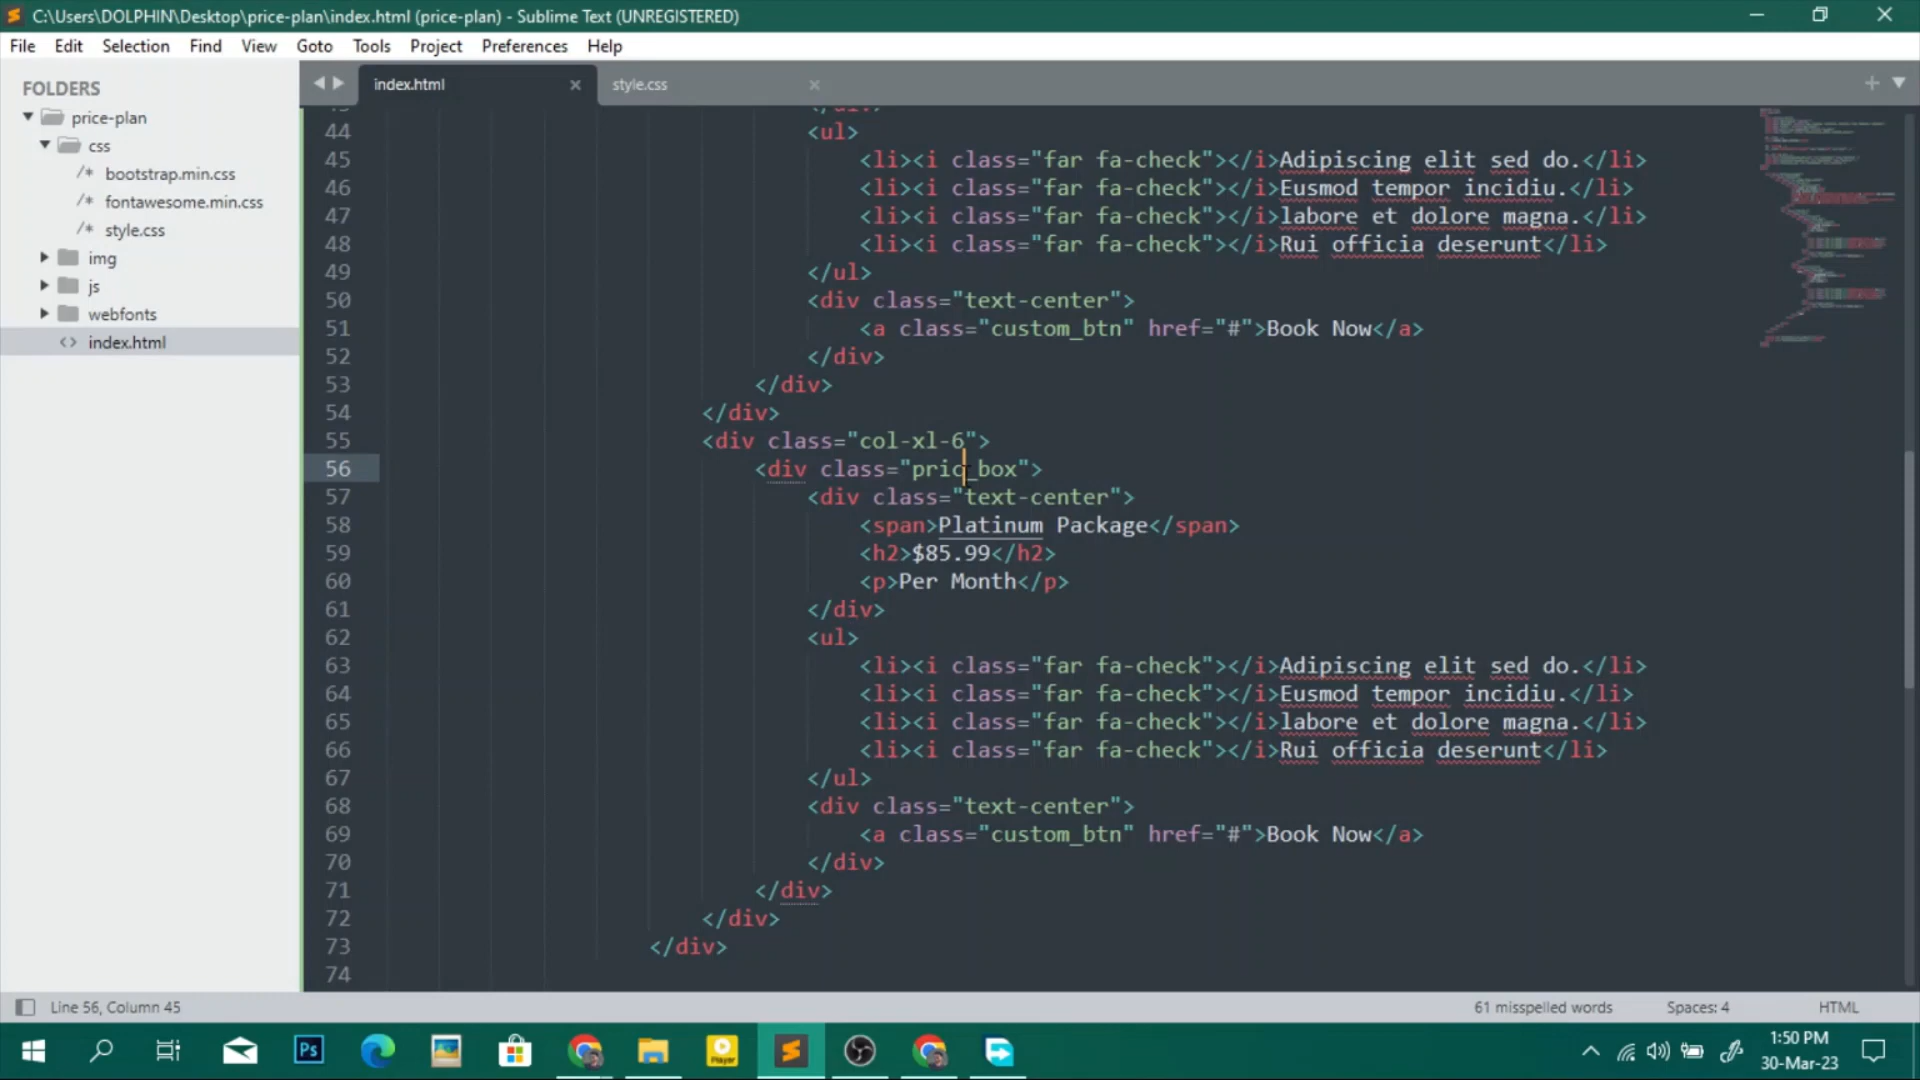 C:\Users\DOLPHIN\Desktop\price-plan\index.html (price-plan) - Sublime Text (UNREGISTERED)
File Edit Selection Find View Goto Tools Project Preferences Help
FOLDERS
price-plan
css
/* bootstrap.min.css
/* fontawesome.min.css
/* style.css
img
js
webfonts
<> index.html
index.html
style.css
44 <ul>
45 <li><i class="far fa-check"></i>Adipiscing elit sed do.</li>
46 <li><i class="far fa-check"></i>Eusmod tempor incidiu.</li>
47 <li><i class="far fa-check"></i>labore et dolore magna.</li>
48 <li><i class="far fa-check"></i>Rui officia deserunt</li>
49 </ul>
50 <div class="text-center">
51 <a class="custom_btn" href="#">Book Now</a>
52 </div>
53 </div>
54 </div>
55 <div class="col-xl-6">
56 <div class="pric_box">
57 <div class="text-center">
58 <span>Platinum Package</span>
59 <h2>$85.99</h2>
60 <p>Per Month</p>
61 </div>
62 <ul>
63 <li><i class="far fa-check"></i>Adipiscing elit sed do.</li>
64 <li><i class="far fa-check"></i>Eusmod tempor incidiu.</li>
65 <li><i class="far fa-check"></i>labore et dolore magna.</li>
66 <li><i class="far fa-check"></i>Rui officia deserunt</li>
67 </ul>
68 <div class="text-center">
69 <a class="custom_btn" href="#">Book Now</a>
70 </div>
71 </div>
72 </div>
73 </div>
74
Line 56, Column 45
61 misspelled words
Spaces: 4
HTML
Ps
Player
1:50 PM
30-Mar-23